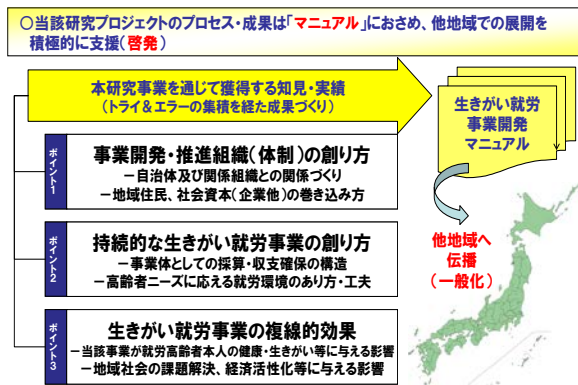 ○当該研究プロジェクトのプロセス・成果は「マニュアル」におさめ、他地域での展開を
積極的に支援(啓発)
本研究事業を通じて獲得する知見・実績
(トライ&エラーの集積を経た成果づくり)
生きがい就労
事業開発
マニュアル
ポイント1
事業開発・推進組織(体制)の創り方
－自治体及び関係組織との関係づくり
－地域住民、社会資本(企業他)の巻き込み方
ポイント2
持続的な生きがい就労事業の創り方
－事業体としての採算・収支確保の構造
－高齢者ニーズに応える就労環境のあり方・工夫
ポイント3
生きがい就労事業の複線的効果
－当該事業が就労高齢者本人の健康・生きがい等に与える影響
－地域社会の課題解決、経済活性化等に与える影響
他地域へ
伝播
(一般化)